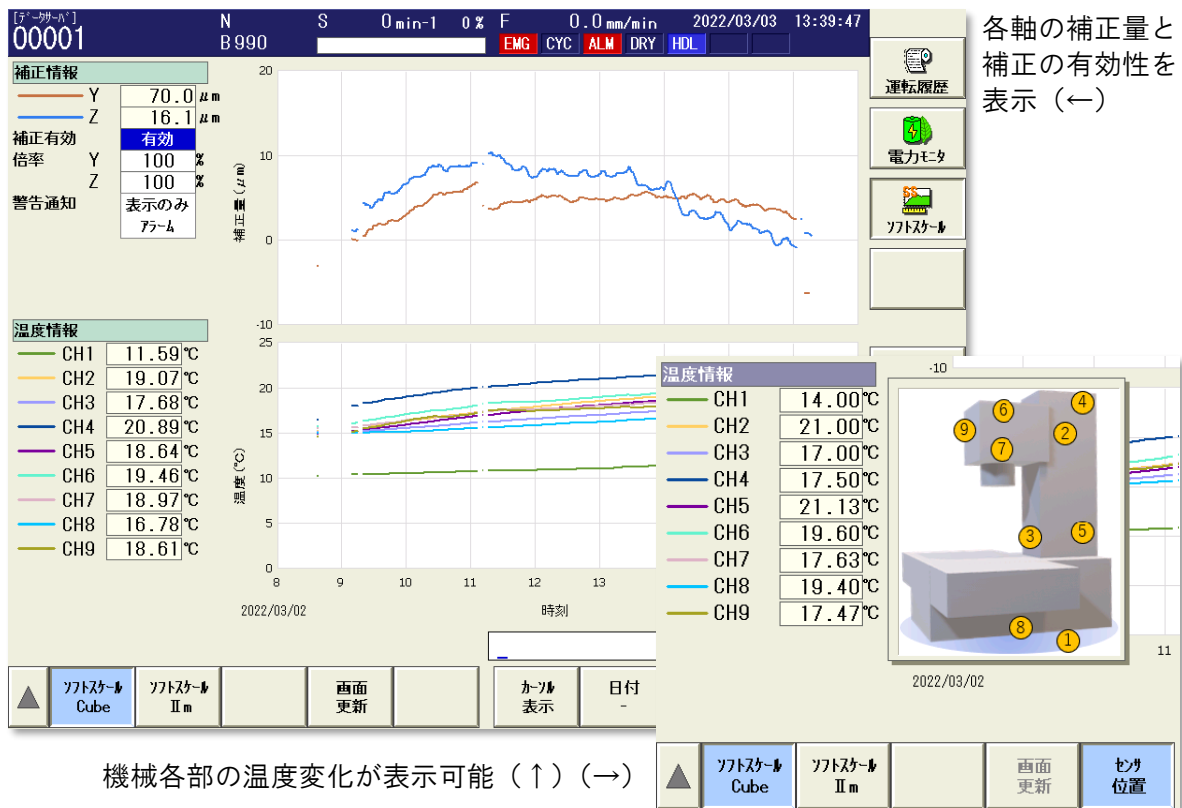 [ﾃﾞｰﾀｻｰﾊﾞ]
00001
N
B990
S 0 min-1 0 % F 0.0 mm/min 2022/03/03 13:39:47
EMG CYC ALM DRY HDL
各軸の補正量と
補正の有効性を
表示（←）
補正情報
Y 70.0 μm
Z 16.1 μm
補正有効 有効
倍率 Y 100 %
Z 100 %
警告通知 表示のみ
ｱﾗｰﾑ
20
10
0
-10
補正量(μm)
運転履歴
電力ﾓﾆﾀ
SS
ｿﾌﾄｽｹｰﾙ
温度情報
CH1 11.59℃
CH2 19.07℃
CH3 17.68℃
CH4 20.89℃
CH5 18.64℃
CH6 19.46℃
CH7 18.97℃
CH8 16.78℃
CH9 18.61℃
25
20
15
10
5
0
温度(℃)
8 9 10 11 12 13
2022/03/02
時刻
ｿﾌﾄｽｹｰﾙ
Cube
ｿﾌﾄｽｹｰﾙ
Ⅱm
画面
更新
ｶｰｿﾙ
表示
日付
-
温度情報
CH1 14.00℃
CH2 21.00℃
CH3 17.00℃
CH4 17.50℃
CH5 21.13℃
CH6 19.60℃
CH7 17.63℃
CH8 19.40℃
CH9 17.47℃
-10
6
4
9
2
7
3
5
8
1
11
2022/03/02
ｿﾌﾄｽｹｰﾙ
Cube
ｿﾌﾄｽｹｰﾙ
Ⅱm
画面
更新
ｾﾝｻ
位置
機械各部の温度変化が表示可能（↑）（→）